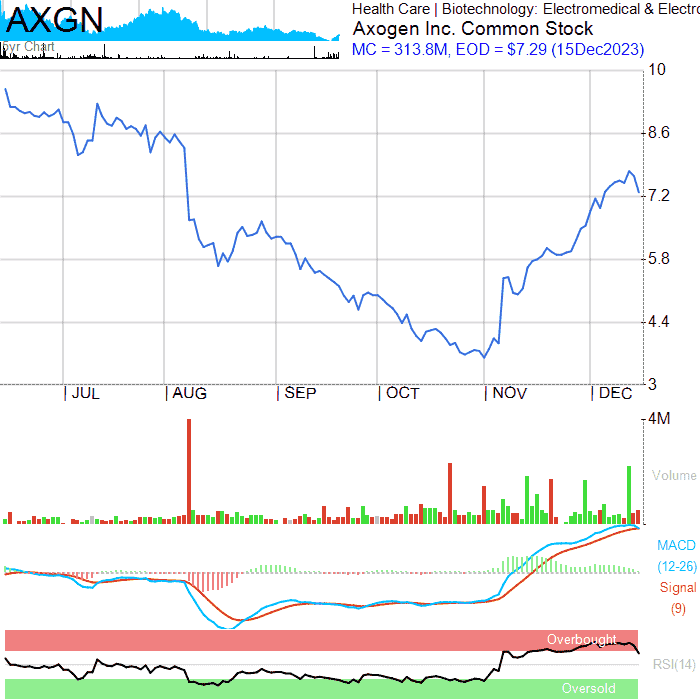 AXGN
5yr Chart
Health Care | Biotechnology: Electromedical & Electro
Axogen Inc. Common Stock
MC = 313.8M, EOD = $7.29 (15Dec2023)
10
8.6
7.2
5.8
4.4
3
JUL AUG SEP OCT NOV DEC
4M
Volume
MACD
(12-26)
Signal
(9)
Overbought
RSI(14)
Oversold